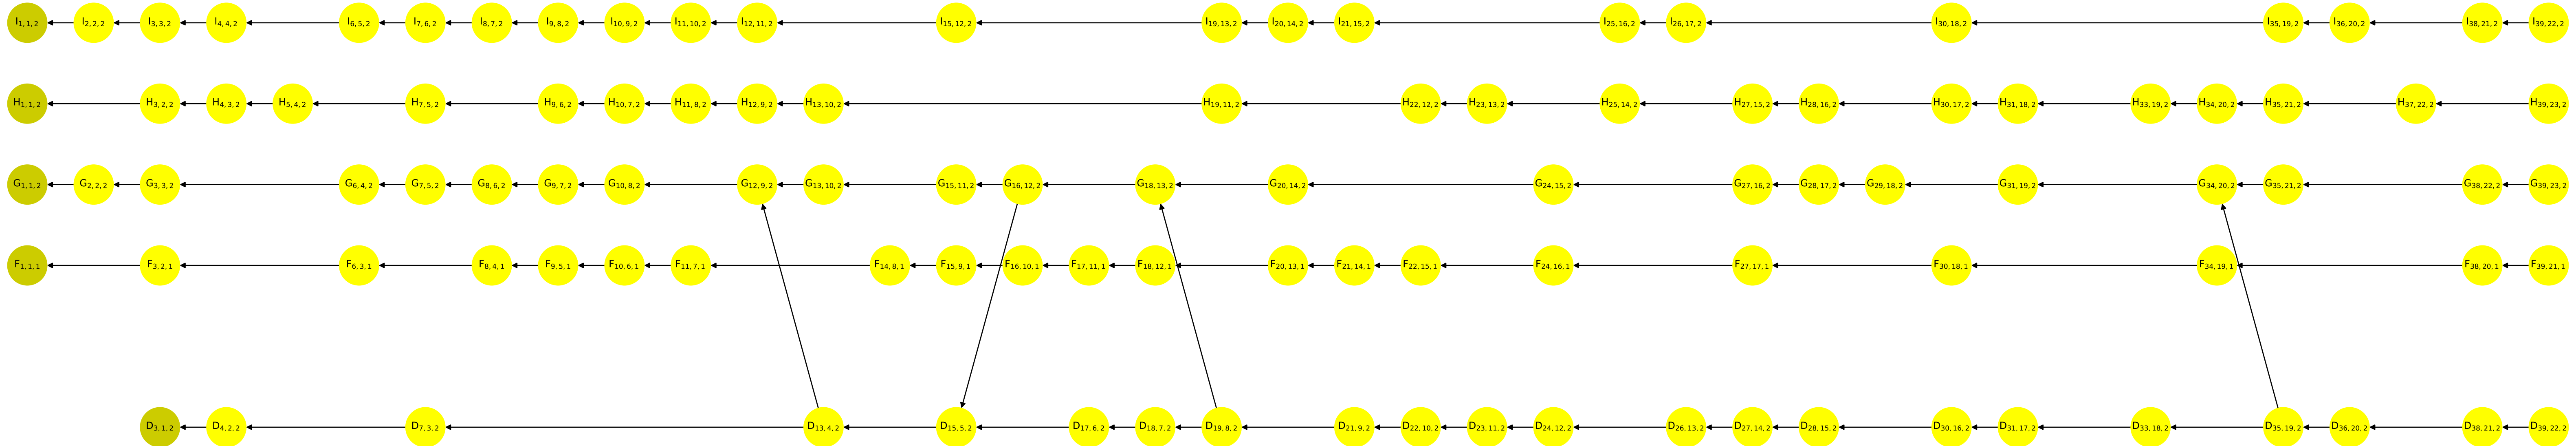 I1,1,2 I2,2,2 I3,3,2 I4,4,2 I6,5,2 I7,6,2 I8,7,2 I9,8,2 I10,9,2 I11,10,2 I12,11,2 I15,12,2 I19,13,2 I20,14,2 I21,15,2 I25,16,2 I26,17,2 I30,18,2 I35,19,2 I36,20,2 I38,21,2 I39,22,2
H1,1,2 H3,2,2 H4,3,2 H5,4,2 H7,5,2 H9,6,2 H10,7,2 H11,8,2 H12,9,2 H13,10,2 H19,11,2 H22,12,2 H23,13,2 H25,14,2 H27,15,2 H28,16,2 H30,17,2 H31,18,2 H33,19,2 H34,20,2 H35,21,2 H37,22,2 H39,23,2
G1,1,2 G2,2,2 G3,3,2 G6,4,2 G7,5,2 G8,6,2 G9,7,2 G10,8,2 G12,9,2 G13,10,2 G15,11,2 G16,12,2 G18,13,2 G20,14,2 G24,15,2 G27,16,2 G28,17,2 G29,18,2 G31,19,2 G34,20,2 G35,21,2 G38,22,2 G39,23,2
F1,1,1 F3,2,1 F6,3,1 F8,4,1 F9,5,1 F10,6,1 F11,7,1 F14,8,1 F15,9,1 F16,10,1 F17,11,1 F18,12,1 F20,13,1 F21,14,1 F22,15,1 F24,16,1 F27,17,1 F30,18,1 F34,19,1 F38,20,1 F39,21,1
D3,1,2 D4,2,2 D7,3,2 D13,4,2 D15,5,2 D17,6,2 D18,7,2 D19,8,2 D21,9,2 D22,10,2 D23,11,2 D24,12,2 D26,13,2 D27,14,2 D28,15,2 D30,16,2 D31,17,2 D33,18,2 D35,19,2 D36,20,2 D38,21,2 D39,22,2